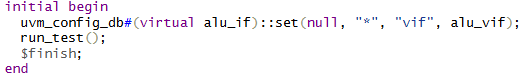 initial begin
uvm_config_db#(virtual alu_if)::set(null, "*", "vif", alu_vif);
run_test();
$finish;
end